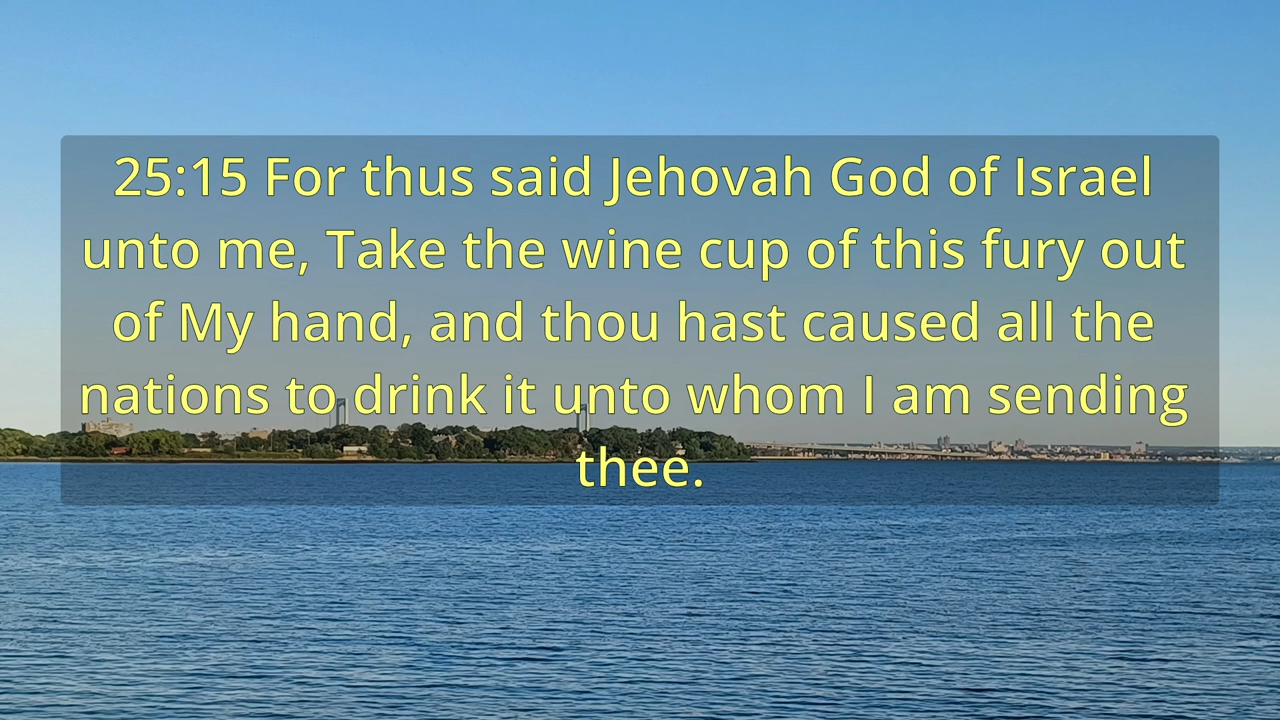 25:15 For thus said Jehovah God of Israel
unto me, Take the wine cup of this fury out
of My hand, and thou hast caused all the
nations to drink it unto whom I am sending
thee.